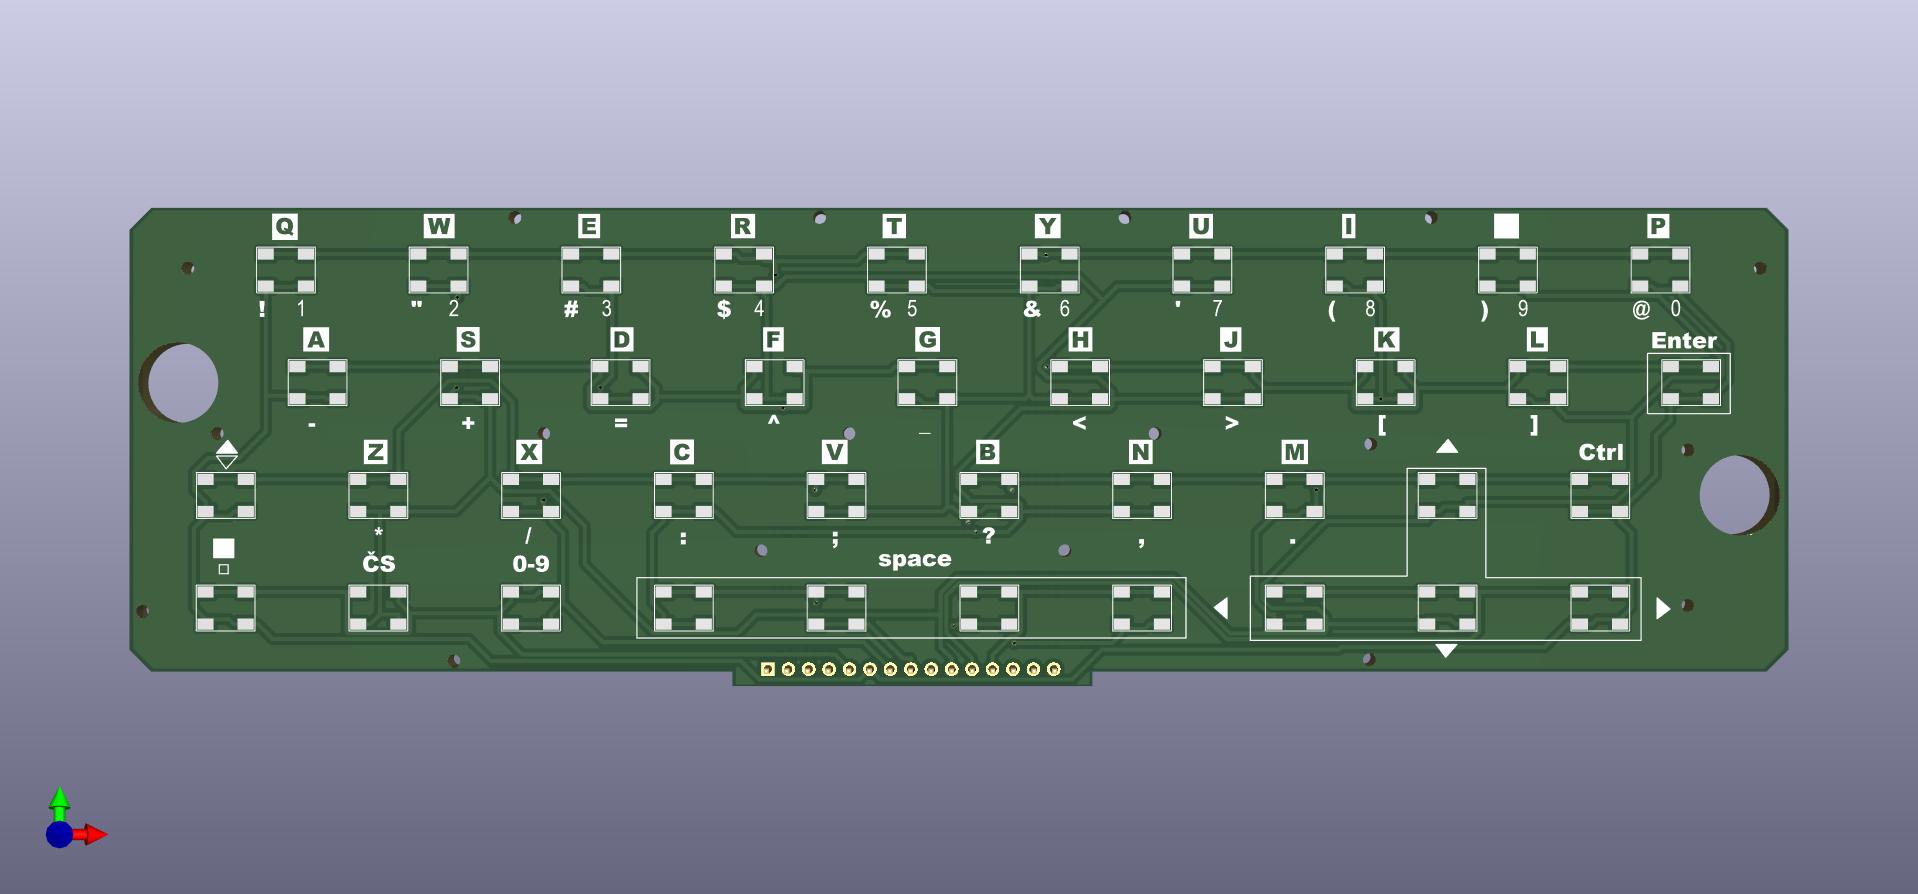 Q W E R T Y U I P
! 1 " 2 # 3 $ 4 % 5 & 6 ' 7 ( 8 ) 9 @ 0
A S D F G H J K L Enter
- + = ^ _ < > [ ]
Z X C V B N M Ctrl
* / : ; ? , .
ČS 0-9 space